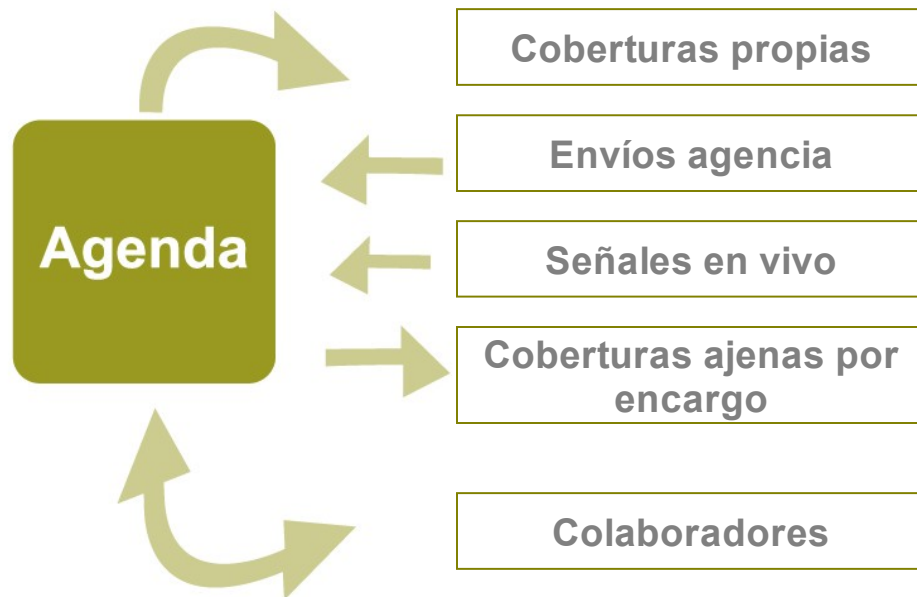 Coberturas propias
Envíos agencia
Agenda
Señales en vivo
Coberturas ajenas por
encargo
Colaboradores